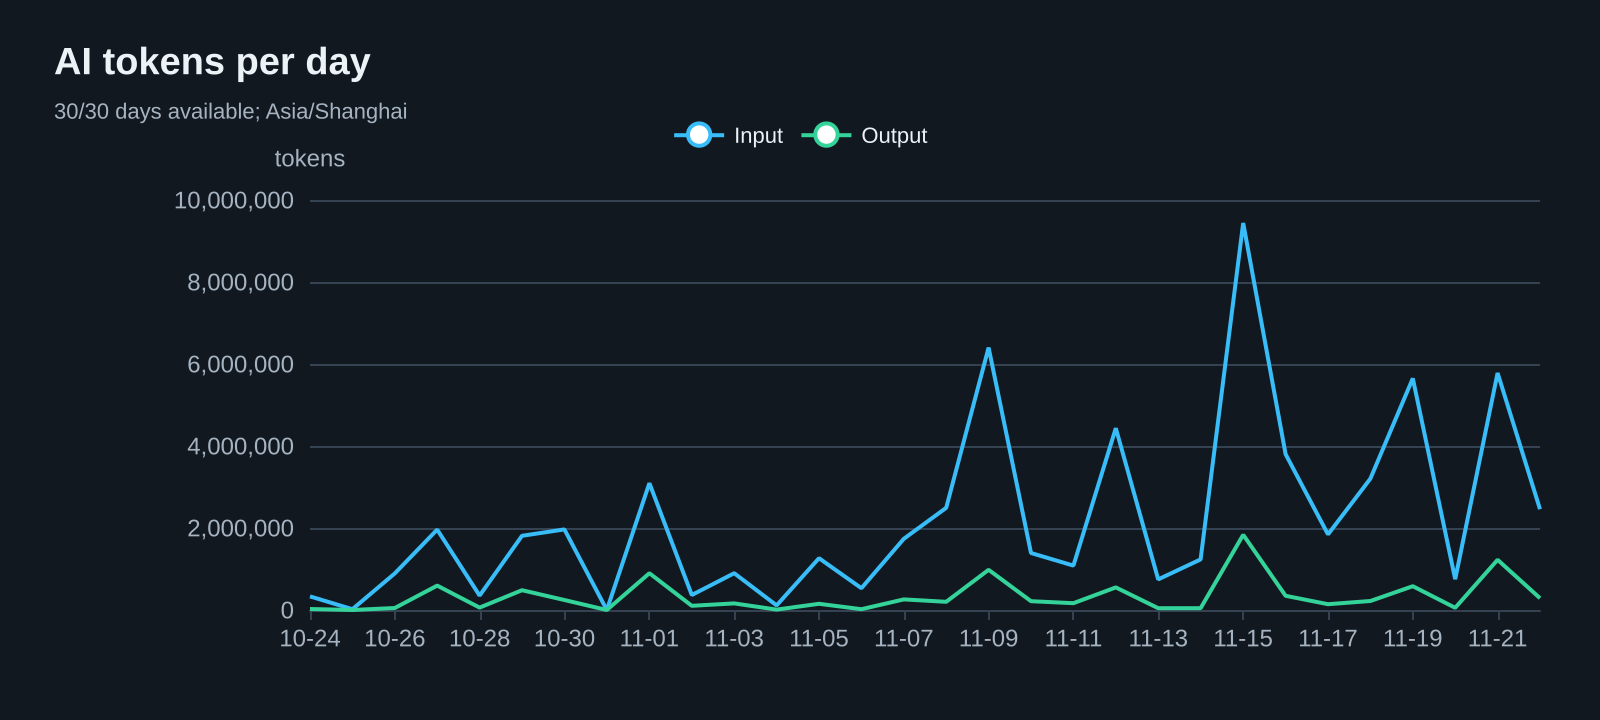 AI tokens per day
30/30 days available; Asia/Shanghai
Input Output
tokens
10,000,000
8,000,000
6,000,000
4,000,000
2,000,000
0
10-24 10-26 10-28 10-30 11-01 11-03 11-05 11-07 11-09 11-11 11-13 11-15 11-17 11-19 11-21